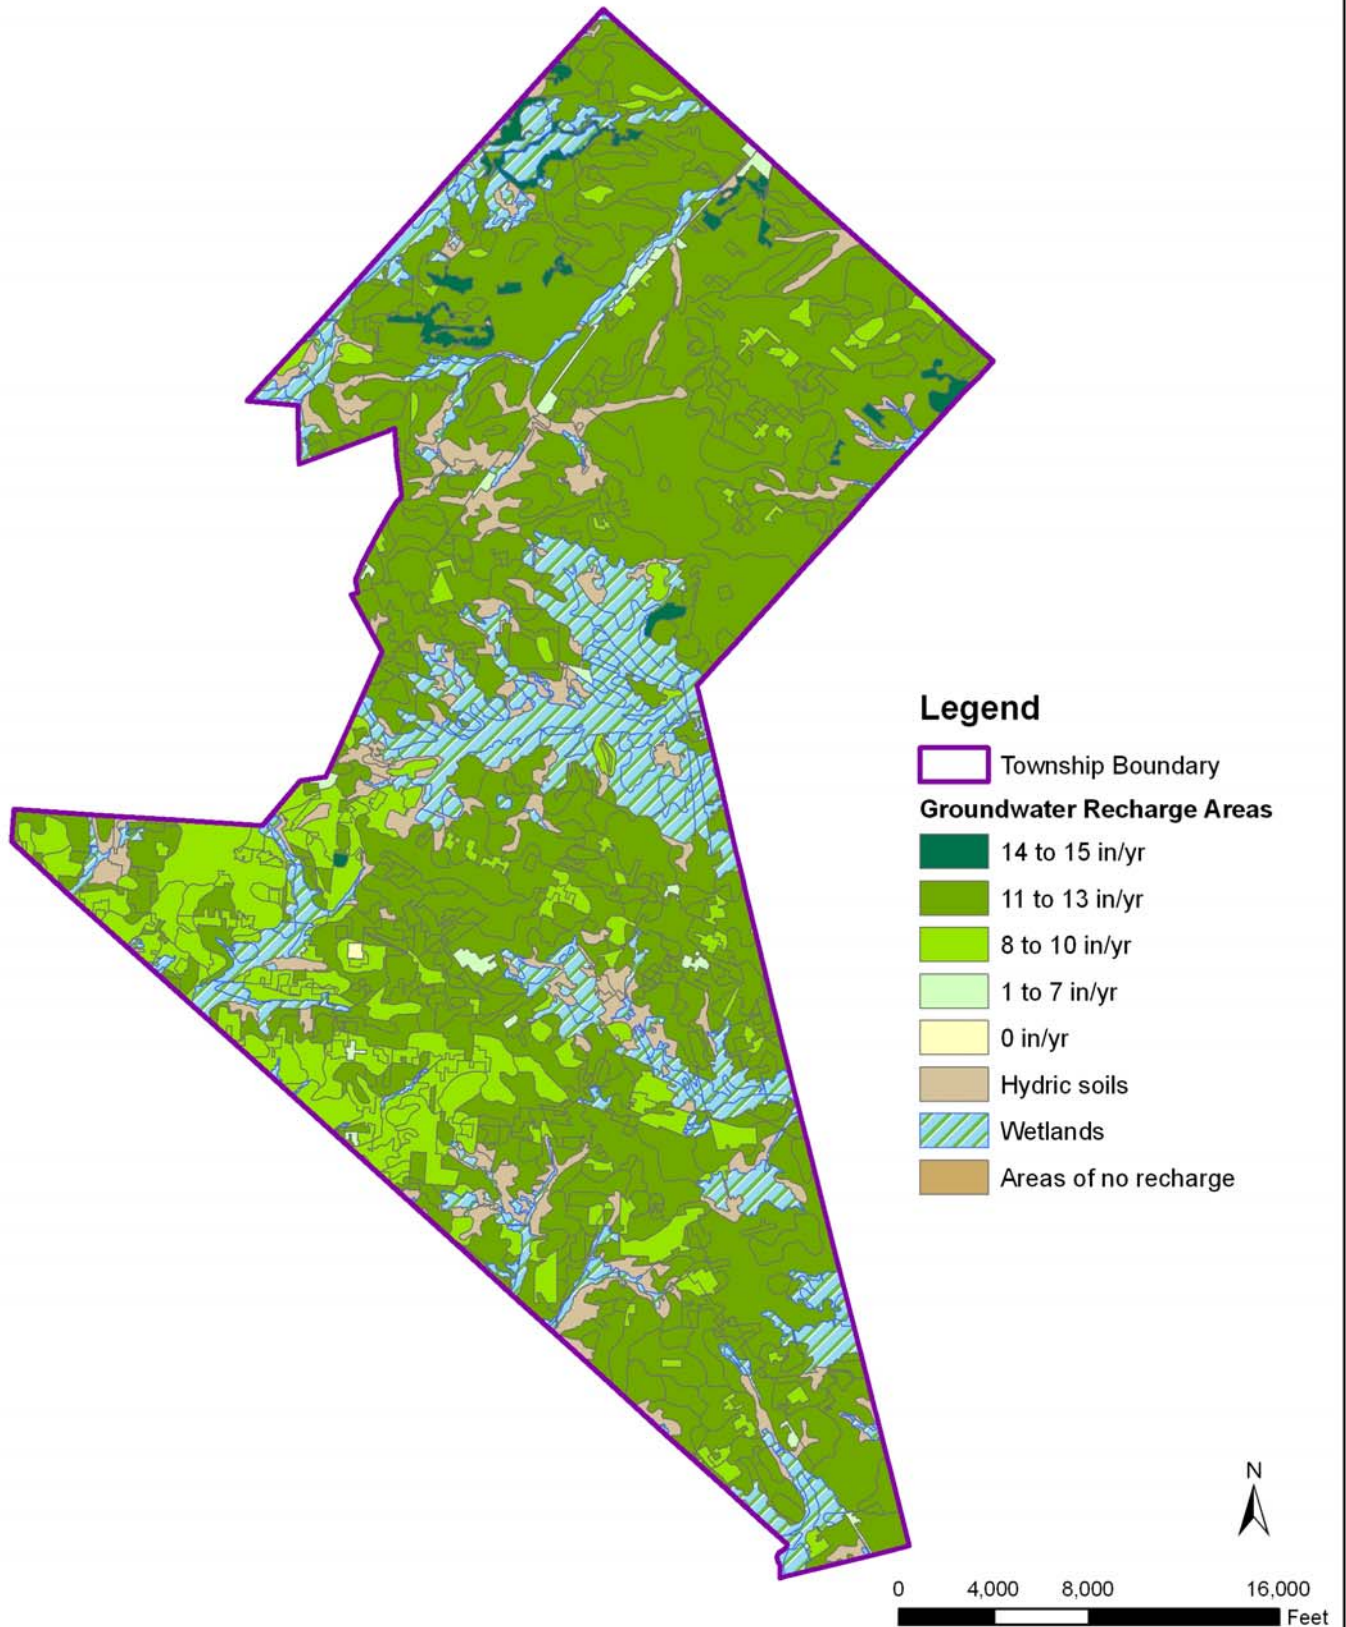 Legend
Township Boundary
Groundwater Recharge Areas
14 to 15 in/yr
11 to 13 in/yr
8 to 10 in/yr
1 to 7 in/yr
0 in/yr
Hydric soils
Wetlands
Areas of no recharge
N
0 4,000 8,000 16,000
Feet